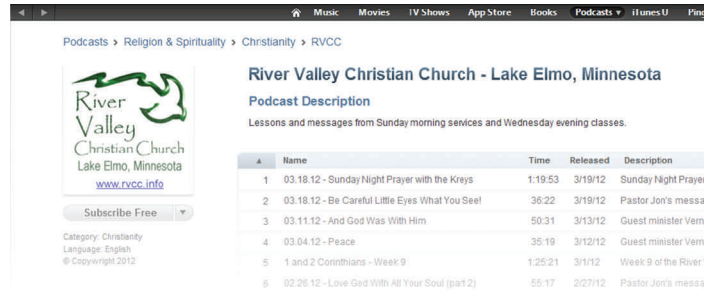 Music Movies TV Shows App Store Books Podcasts iTunes U Ping
Podcasts > Religion & Spirituality > Christianity > RVCC
River Valley Christian Church - Lake Elmo, Minnesota
Podcast Description
Lessons and messages from Sunday morning services and Wednesday evening classes.
River
Valley
Christian Church
Lake Elmo, Minnesota
www.rvcc.info
Subscribe Free
Category: Christianity
Language: English
© Copyright 2012
Name Time Released Description
1 03.18.12 - Sunday Night Prayer with the Kreys 1:19:53 3/19/12 Sunday Night Prayer
2 03.18.12 - Be Careful Little Eyes What You See! 36:22 3/19/12 Pastor Jon's messa
3 03.11.12 - And God Was With Him 50:31 3/13/12 Guest minister Vern
4 03.04.12 - Peace 35:19 3/12/12 Guest minister Vern
5 1 and 2 Corinthians - Week 9 1:25:21 3/1/12 Week 9 of the River
6 02.26.12 - Love God With All Your Soul (part 2) 55:17 2/27/12 Pastor Jon's messa